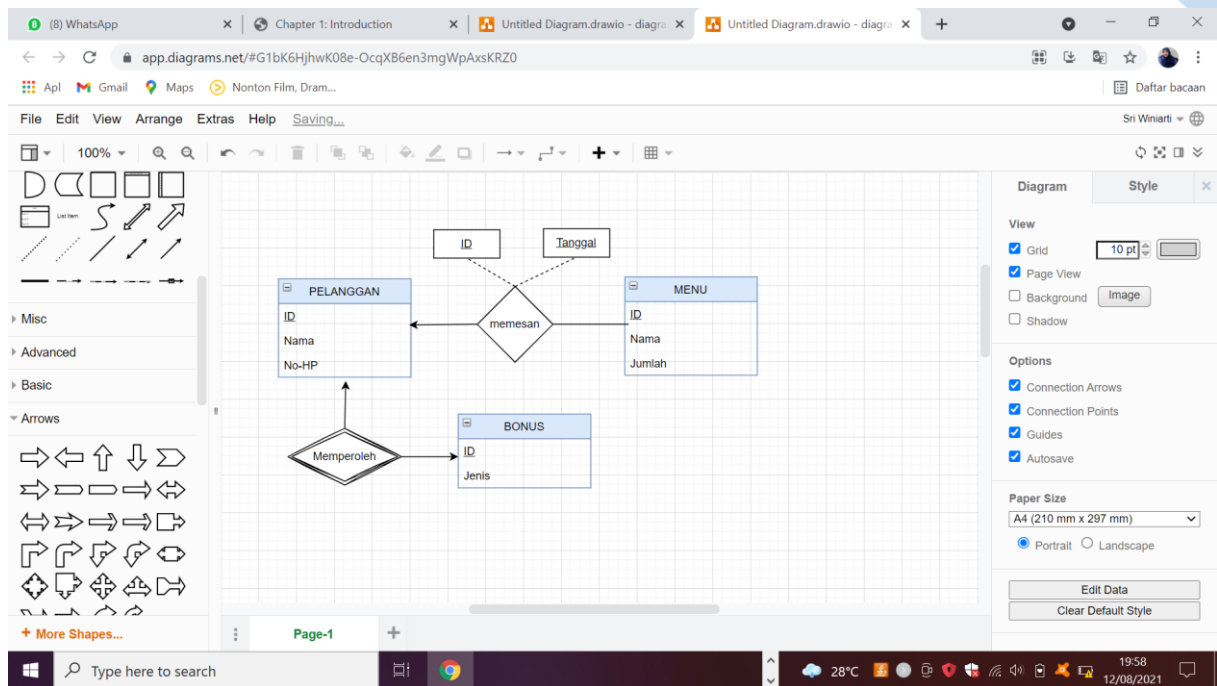 (8) WhatsApp
Chapter 1: Introduction
Untitled Diagram.drawio - diagra
Untitled Diagram.drawio - diagra
app.diagrams.net/#G1bK6HjhwK08e-OcqXB6en3mgWpAxsKRZ0
Apl
Gmail
Maps
Nonton Film, Dram...
Daftar bacaan
File Edit View Arrange Extras Help Saving...
Sri Winiarti
100%
List Item
Misc
Advanced
Basic
Arrows
+ More Shapes...
ID
Tanggal
PELANGGAN
ID
Nama
No-HP
memesan
MENU
ID
Nama
Jumlah
Memperoleh
BONUS
ID
Jenis
Page-1
Diagram
Style
View
Grid
10 pt
Page View
Background
Image
Shadow
Options
Connection Arrows
Connection Points
Guides
Autosave
Paper Size
A4 (210 mm x 297 mm)
Portrait
Landscape
Edit Data
Clear Default Style
Type here to search
28°C
19:58
12/08/2021